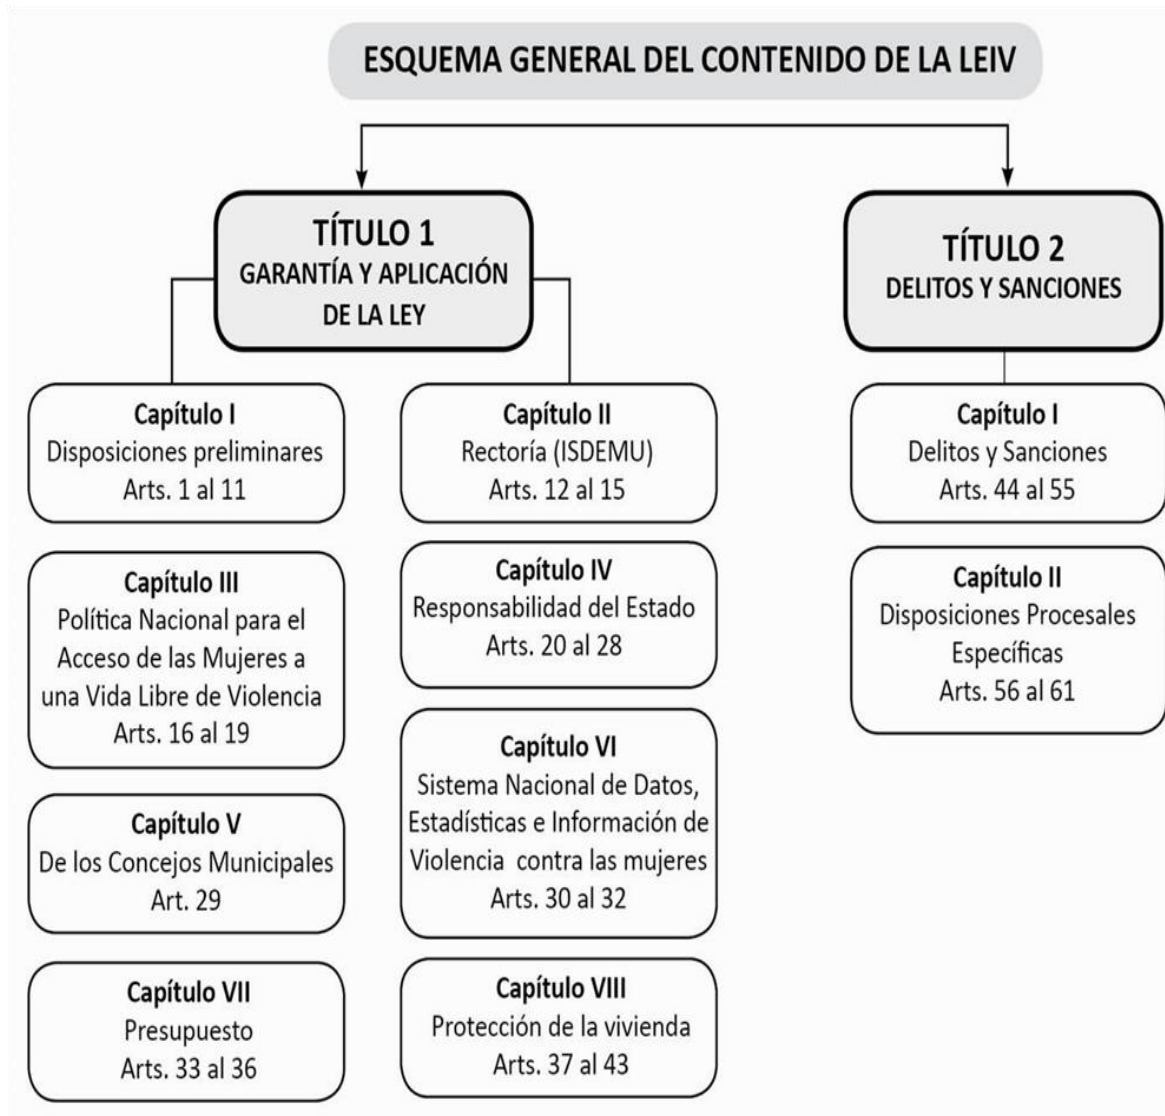 ESQUEMA GENERAL DEL CONTENIDO DE LA LEIV
TÍTULO 1
GARANTÍA Y APLICACIÓN
DE LA LEY
Capítulo I
Disposiciones preliminares
Arts. 1 al 11
Capítulo II
Rectoría (ISDEMU)
Arts. 12 al 15
Capítulo III
Política Nacional para el
Acceso de las Mujeres a
una Vida Libre de Violencia
Arts. 16 al 19
Capítulo IV
Responsabilidad del Estado
Arts. 20 al 28
Capítulo V
De los Concejos Municipales
Art. 29
Capítulo VI
Sistema Nacional de Datos,
Estadísticas e Información de
Violencia contra las mujeres
Arts. 30 al 32
Capítulo VII
Presupuesto
Arts. 33 al 36
Capítulo VIII
Protección de la vivienda
Arts. 37 al 43
TÍTULO 2
DELITOS Y SANCIONES
Capítulo I
Delitos y Sanciones
Arts. 44 al 55
Capítulo II
Disposiciones Procesales
Específicas
Arts. 56 al 61